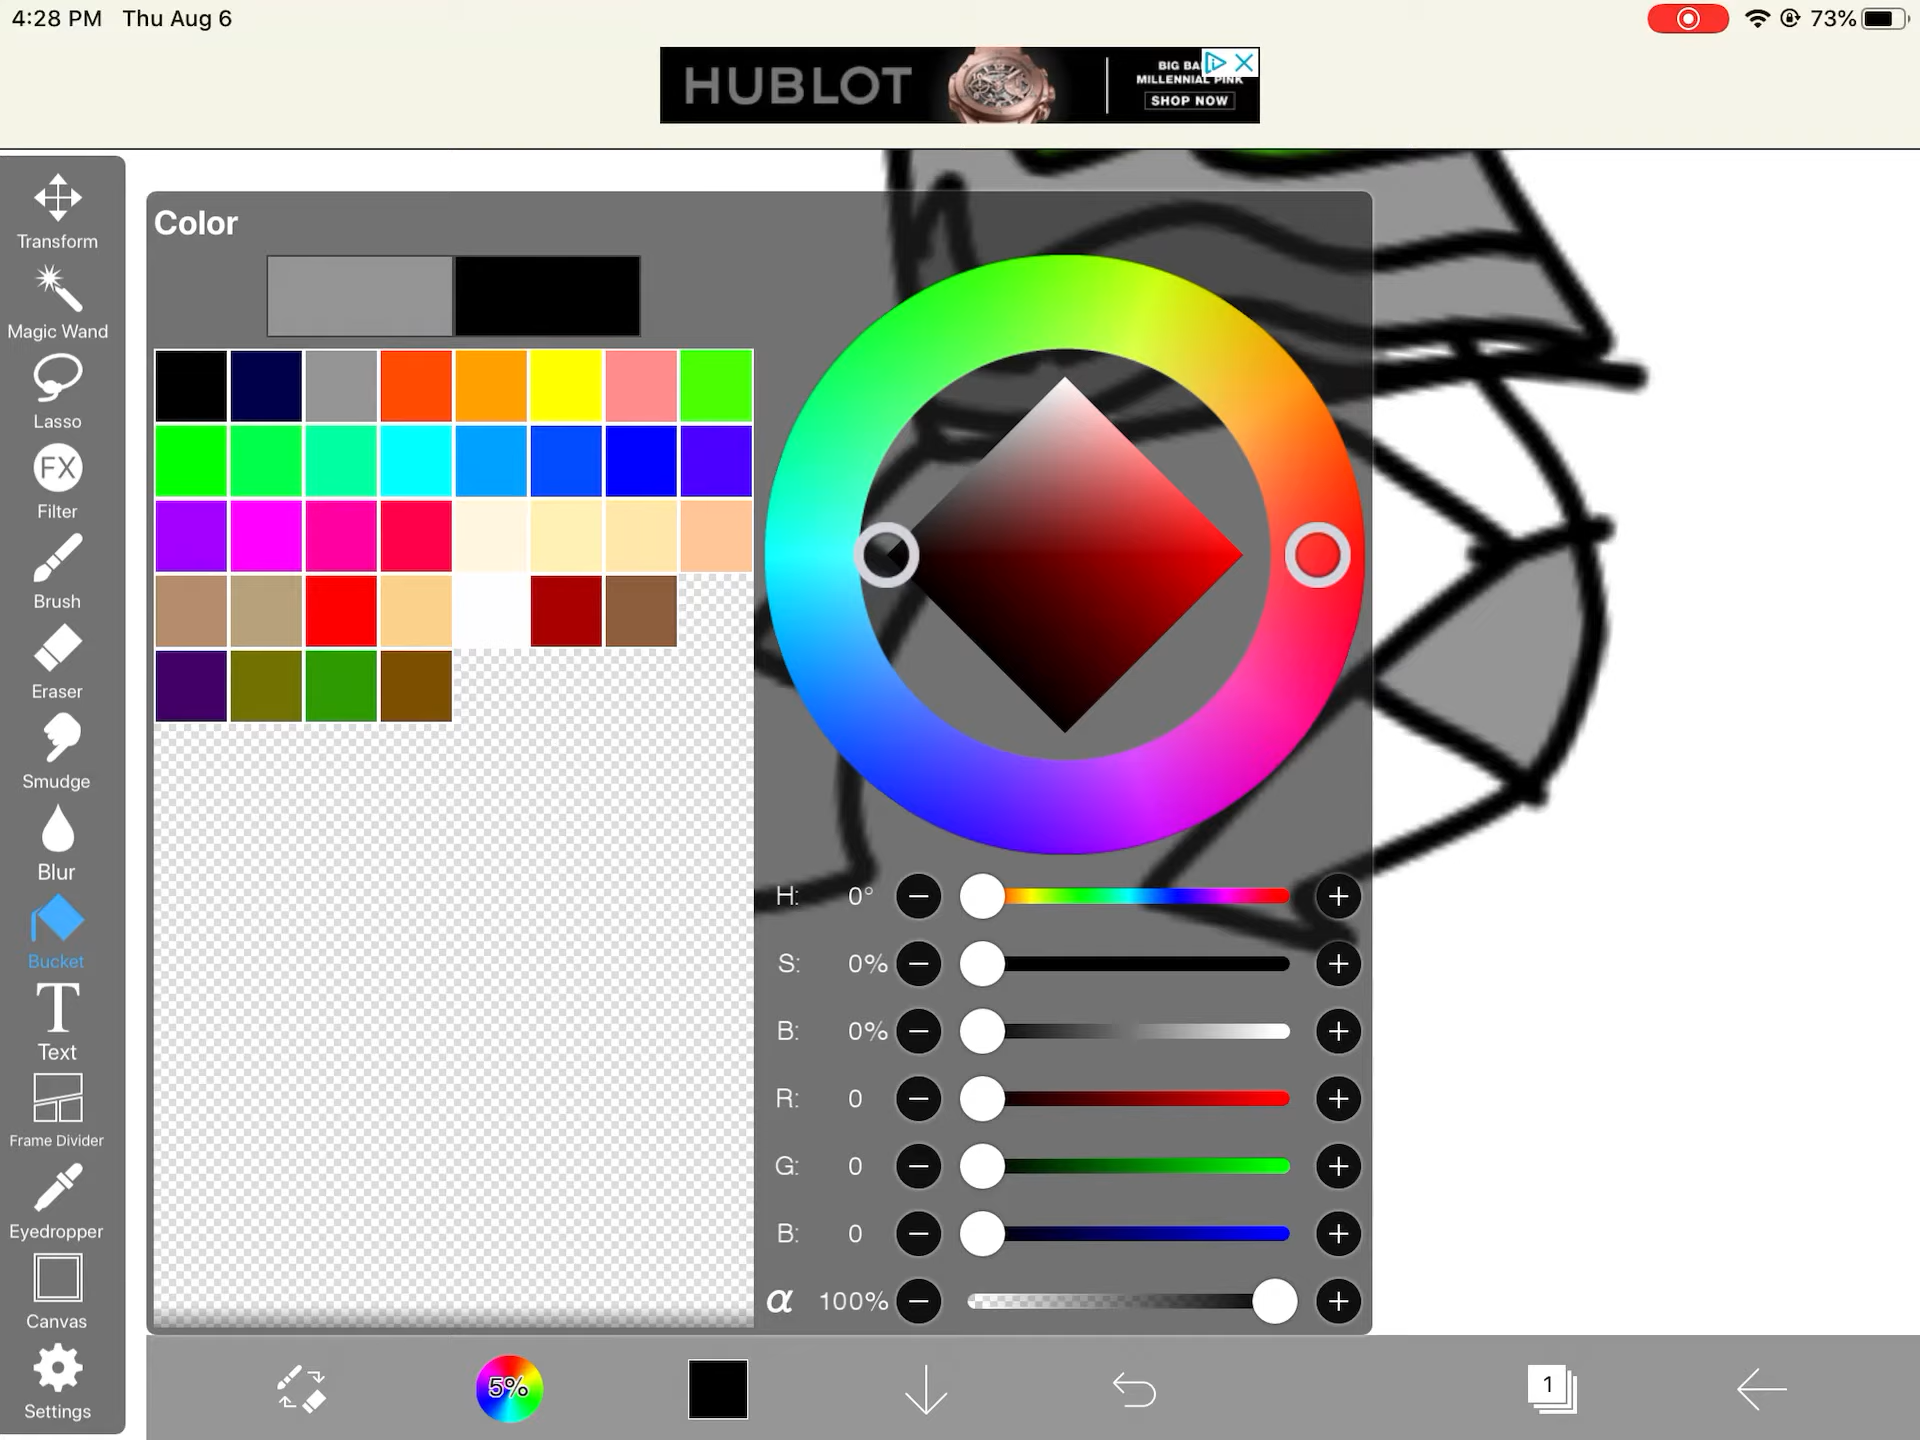 4:28 PM Thu Aug 6
73%
HUBLOT
BIG BA
MILLENNIAL PINK
SHOP NOW
Transform
Magic Wand
Lasso
FX
Filter
Brush
Eraser
Smudge
Blur
Bucket
T
Text
Frame Divider
Eyedropper
Canvas
Settings
Color
H: 0°
S: 0%
B: 0%
R: 0
G: 0
B: 0
α 100%
5%
1